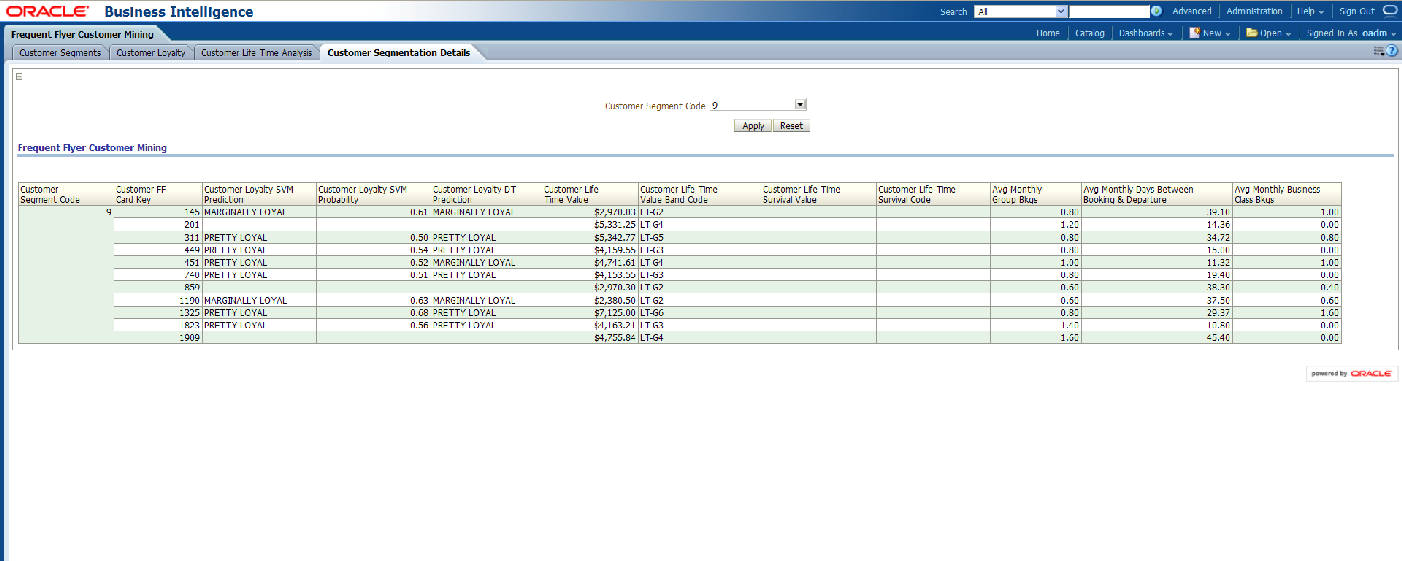 ORACLE Business Intelligence Search All Advanced Administration Help Sign Out
Frequent Flyer Customer Mining Home Catalog Dashboards New Open Signed In As oadm
Customer Segments Customer Loyalty Customer Life Time Analysis Customer Segmentation Details
Customer Segment Code 9
Apply Reset
Frequent Flyer Customer Mining
Customer Segment Code Customer FF Card Key Customer Loyalty SVM Prediction Customer Loyalty SVM Probability Customer Loyalty DT Prediction Customer Life Time Value Customer Life-Time Value Band Code Customer Life-Time Survival Value Customer Life-Time Survival Code Avg Monthly Group Bkgs Avg Monthly Days Between Booking & Departure Avg Monthly Business Class Bkgs
9 145 MARGINALLY LOYAL 0.61 MARGINALLY LOYAL $2,970.03 LT-G2 0.80 39.10 1.00
201 $5,331.25 LT-G4 1.20 14.36 0.00
311 PRETTY LOYAL 0.50 PRETTY LOYAL $5,342.77 LT-G5 0.80 34.72 0.80
449 PRETTY LOYAL 0.54 PRETTY LOYAL $4,159.55 LT-G3 0.80 15.00 0.00
451 PRETTY LOYAL 0.52 MARGINALLY LOYAL $4,741.61 LT-G4 1.00 11.32 1.00
740 PRETTY LOYAL 0.51 PRETTY LOYAL $4,153.55 LT-G3 0.80 19.40 0.00
859 $2,970.30 LT-G2 0.60 38.30 0.40
1190 MARGINALLY LOYAL 0.63 MARGINALLY LOYAL $2,380.50 LT-G2 0.60 37.50 0.60
1325 PRETTY LOYAL 0.68 PRETTY LOYAL $7,125.00 LT-G6 0.80 29.37 1.60
823 PRETTY LOYAL 0.56 PRETTY LOYAL $4,163.21 LT-G3 1.40 10.80 0.00
1909 $4,755.84 LT-G4 1.60 45.40 0.00
powered by ORACLE